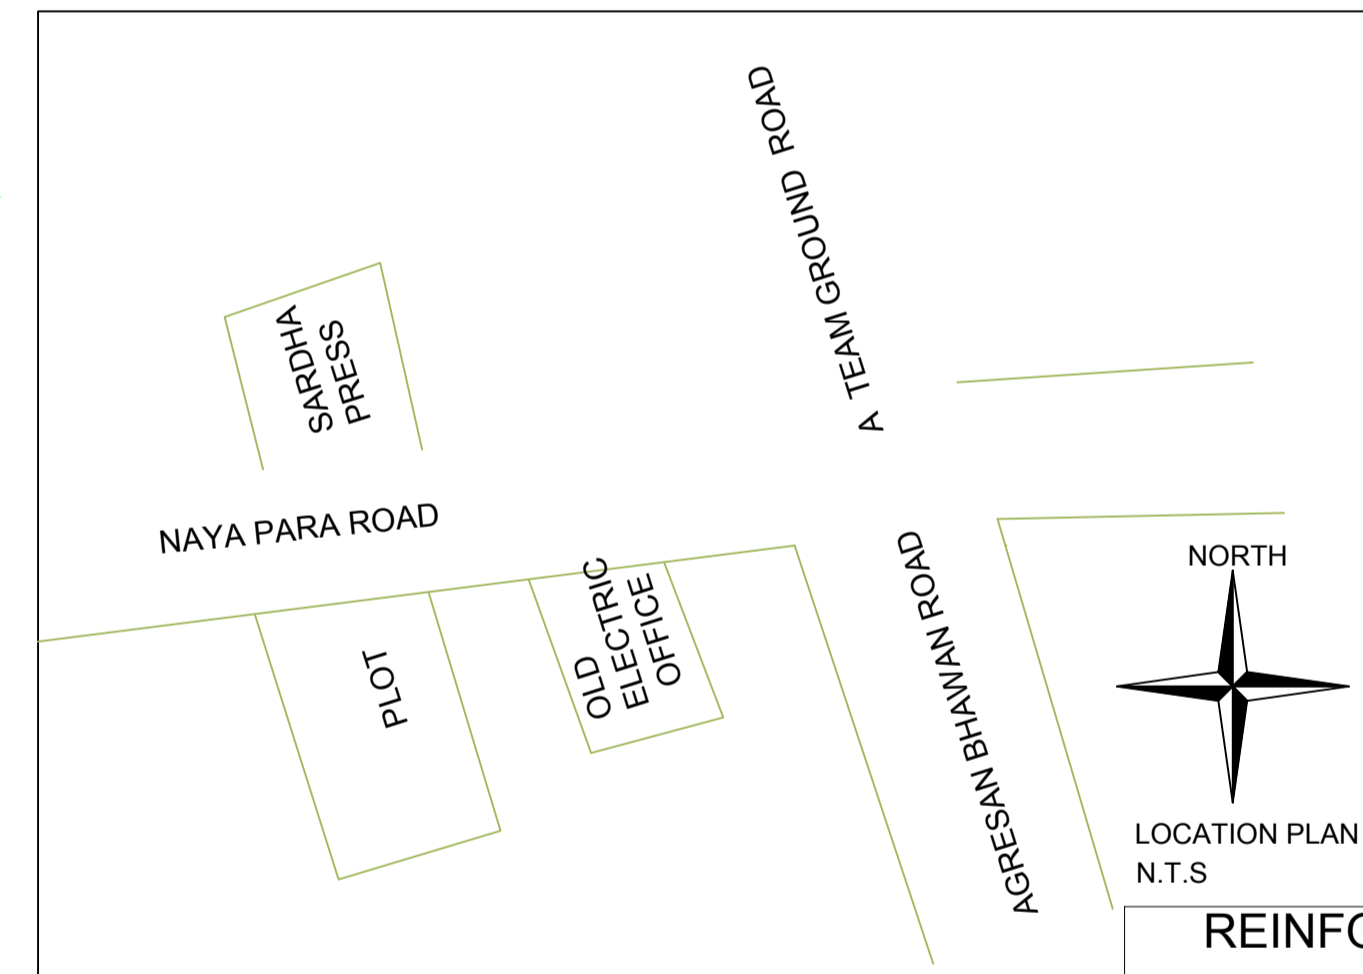 A TEAM GROUND ROAD
SARDHA
PRESS
NAYA PARA ROAD
PLOT
OLD
ELECTRIC
OFFICE
AGRESAN BHAWAN ROAD
NORTH
LOCATION PLAN
N.T.S